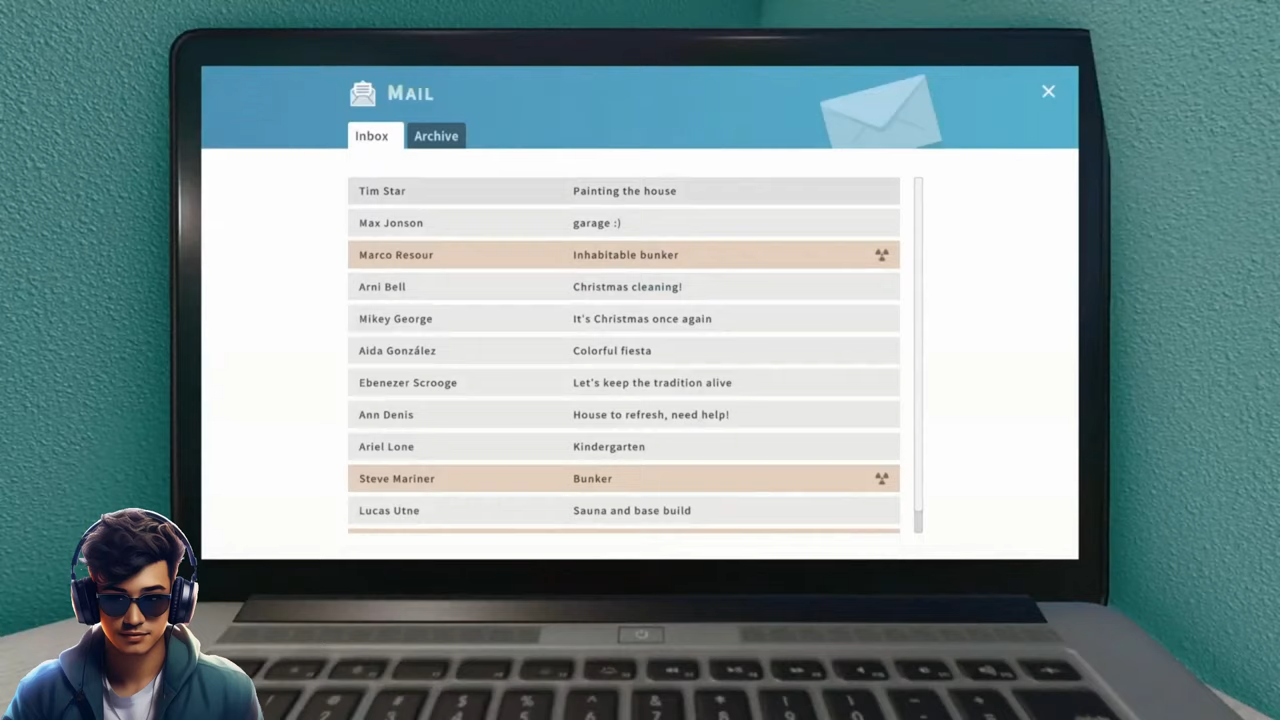 MAIL
Inbox Archive
Tim Star Painting the house
Max Jonson garage :)
Marco Resour Inhabitable bunker
Arni Bell Christmas cleaning!
Mikey George It's Christmas once again
Aida González Colorful fiesta
Ebenezer Scrooge Let's keep the tradition alive
Ann Denis House to refresh, need help!
Ariel Lone Kindergarten
Steve Mariner Bunker
Lucas Utne Sauna and base build